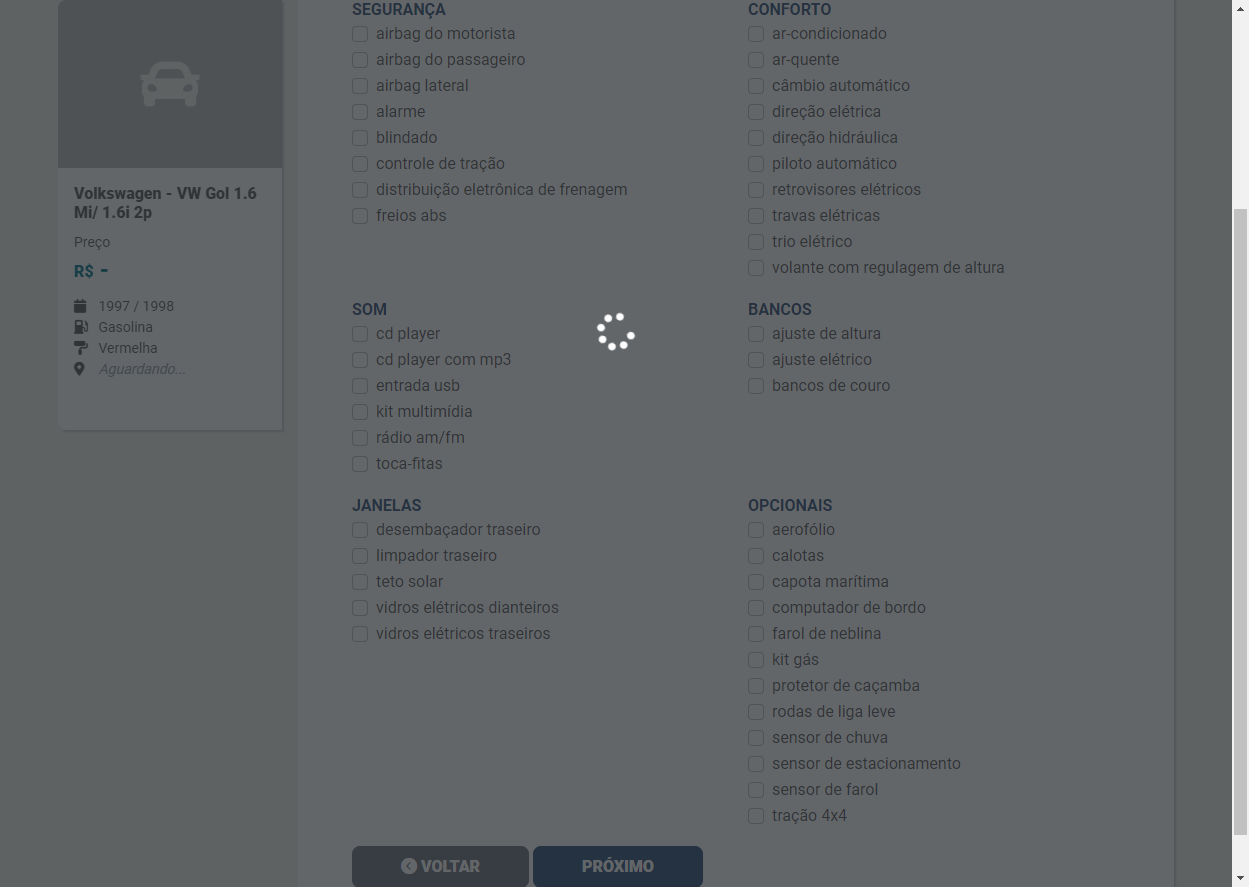 Volkswagen - VW Gol 1.6
Mi/ 1.6i 2p
Preço
R$ -
1997 / 1998
Gasolina
Vermelha
Aguardando...
SEGURANÇA
airbag do motorista
airbag do passageiro
airbag lateral
alarme
blindado
controle de tração
distribuição eletrônica de frenagem
freios abs
CONFORTO
ar-condicionado
ar-quente
câmbio automático
direção elétrica
direção hidráulica
piloto automático
retrovisores elétricos
travas elétricas
trio elétrico
volante com regulagem de altura
SOM
cd player
cd player com mp3
entrada usb
kit multimídia
rádio am/fm
toca-fitas
BANCOS
ajuste de altura
ajuste elétrico
bancos de couro
JANELAS
desembaçador traseiro
limpador traseiro
teto solar
vidros elétricos dianteiros
vidros elétricos traseiros
OPCIONAIS
aerofólio
calotas
capota marítima
computador de bordo
farol de neblina
kit gás
protetor de caçamba
rodas de liga leve
sensor de chuva
sensor de estacionamento
sensor de farol
tração 4x4
VOLTAR
PRÓXIMO